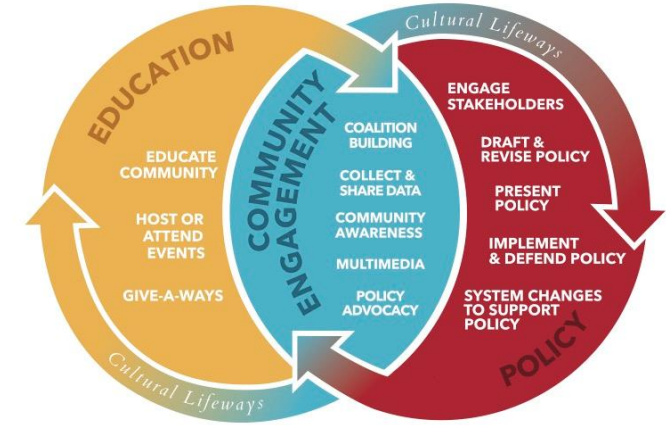 EDUCATION
EDUCATE
COMMUNITY
HOST OR
ATTEND
EVENTS
GIVE-A-WAYS
Cultural Lifeways
COMMUNITY
ENGAGEMENT
COALITION
BUILDING
COLLECT &
SHARE DATA
COMMUNITY
AWARENESS
MULTIMEDIA
POLICY
ADVOCACY
Cultural Lifeways
ENGAGE
STAKEHOLDERS
DRAFT &
REVISE POLICY
PRESENT
POLICY
IMPLEMENT
& DEFEND POLICY
SYSTEM CHANGES
TO SUPPORT
POLICY
POLICY